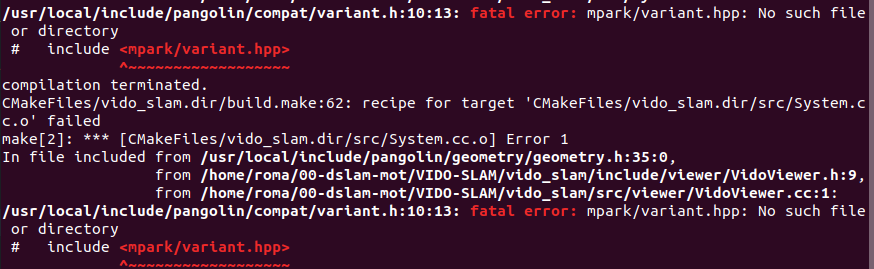 /usr/local/include/pangolin/compat/variant.h:10:13: fatal error: mpark/variant.hpp: No such file
or directory
 #   include <mpark/variant.hpp>
             ^~~~~~~~~~~~~~~~~~~
compilation terminated.
CMakeFiles/vido_slam.dir/build.make:62: recipe for target 'CMakeFiles/vido_slam.dir/src/System.c
c.o' failed
make[2]: *** [CMakeFiles/vido_slam.dir/src/System.cc.o] Error 1
In file included from /usr/local/include/pangolin/geometry/geometry.h:35:0,
                 from /home/roma/00-dslam-mot/VIDO-SLAM/vido_slam/include/viewer/VidoViewer.h:9,
                 from /home/roma/00-dslam-mot/VIDO-SLAM/vido_slam/src/viewer/VidoViewer.cc:1:
/usr/local/include/pangolin/compat/variant.h:10:13: fatal error: mpark/variant.hpp: No such file
or directory
 #   include <mpark/variant.hpp>
             ^~~~~~~~~~~~~~~~~~~